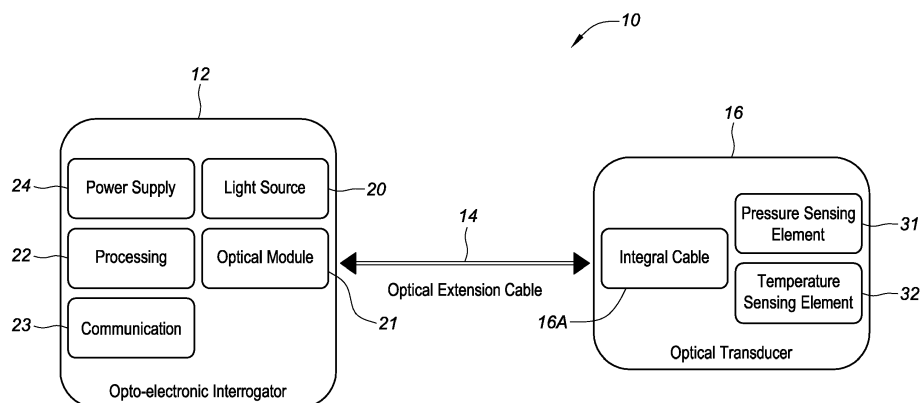 10
12
16
24
Power Supply
Light Source
20
14
Pressure Sensing
Element
31
22
Processing
Optical Module
Integral Cable
Optical Extension Cable
Temperature
Sensing Element
32
23
Communication
21
16A
Optical Transducer
Opto-electronic Interrogator